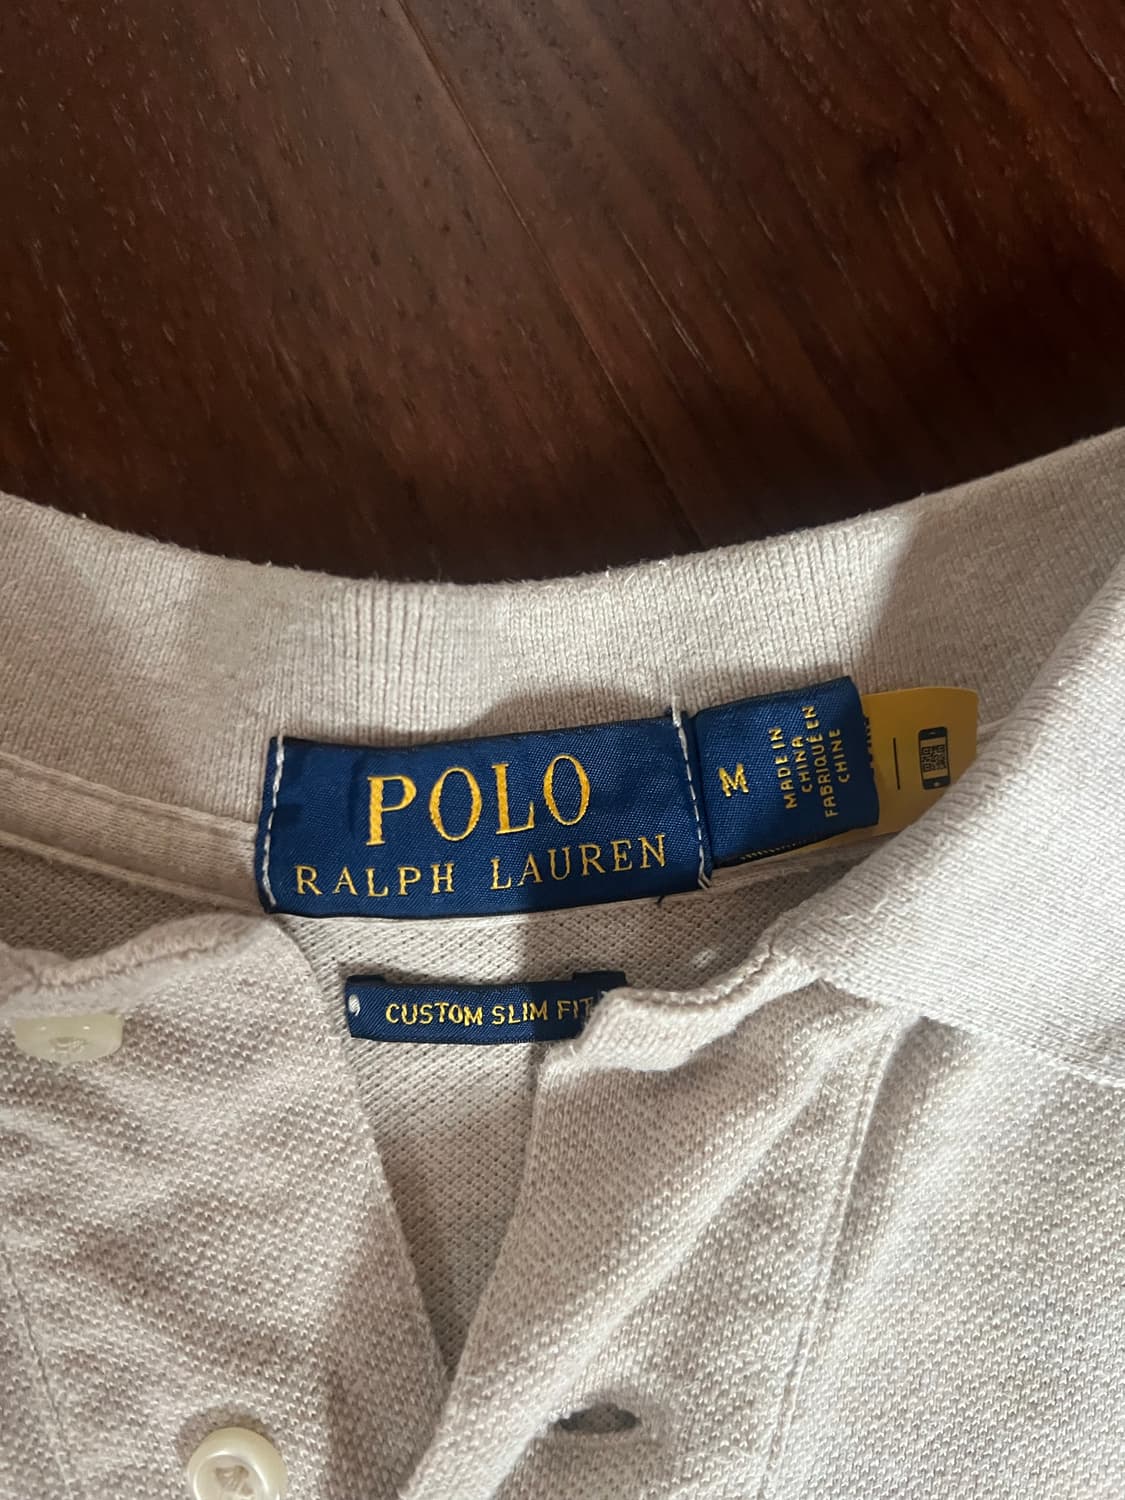 POLO
RALPH LAUREN
M
MADE IN
CHINA
FABRIQUÉ EN
CHINE
CUSTOM SLIM FIT